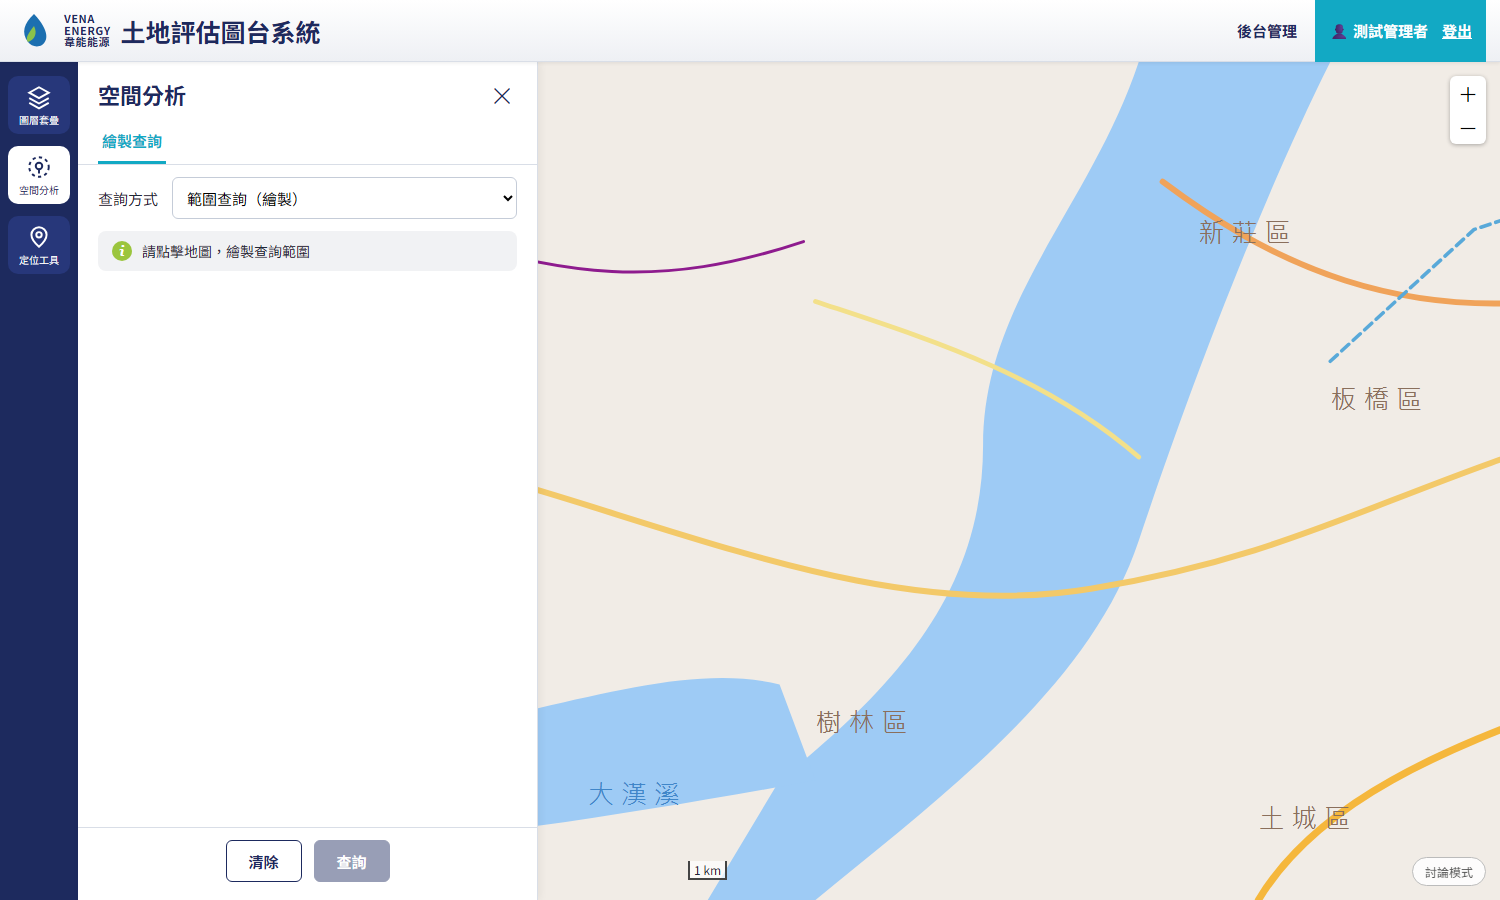 VENA
ENERGY
韋能能源
土地評估圖台系統
後台管理
測試管理者
登出
圖層套疊
空間分析
定位工具
空間分析
繪製查詢
查詢方式
範圍查詢（繪製）
請點擊地圖，繪製查詢範圍
清除
查詢
新莊區
板橋區
樹林區
大漢溪
土城區
1 km
討論模式